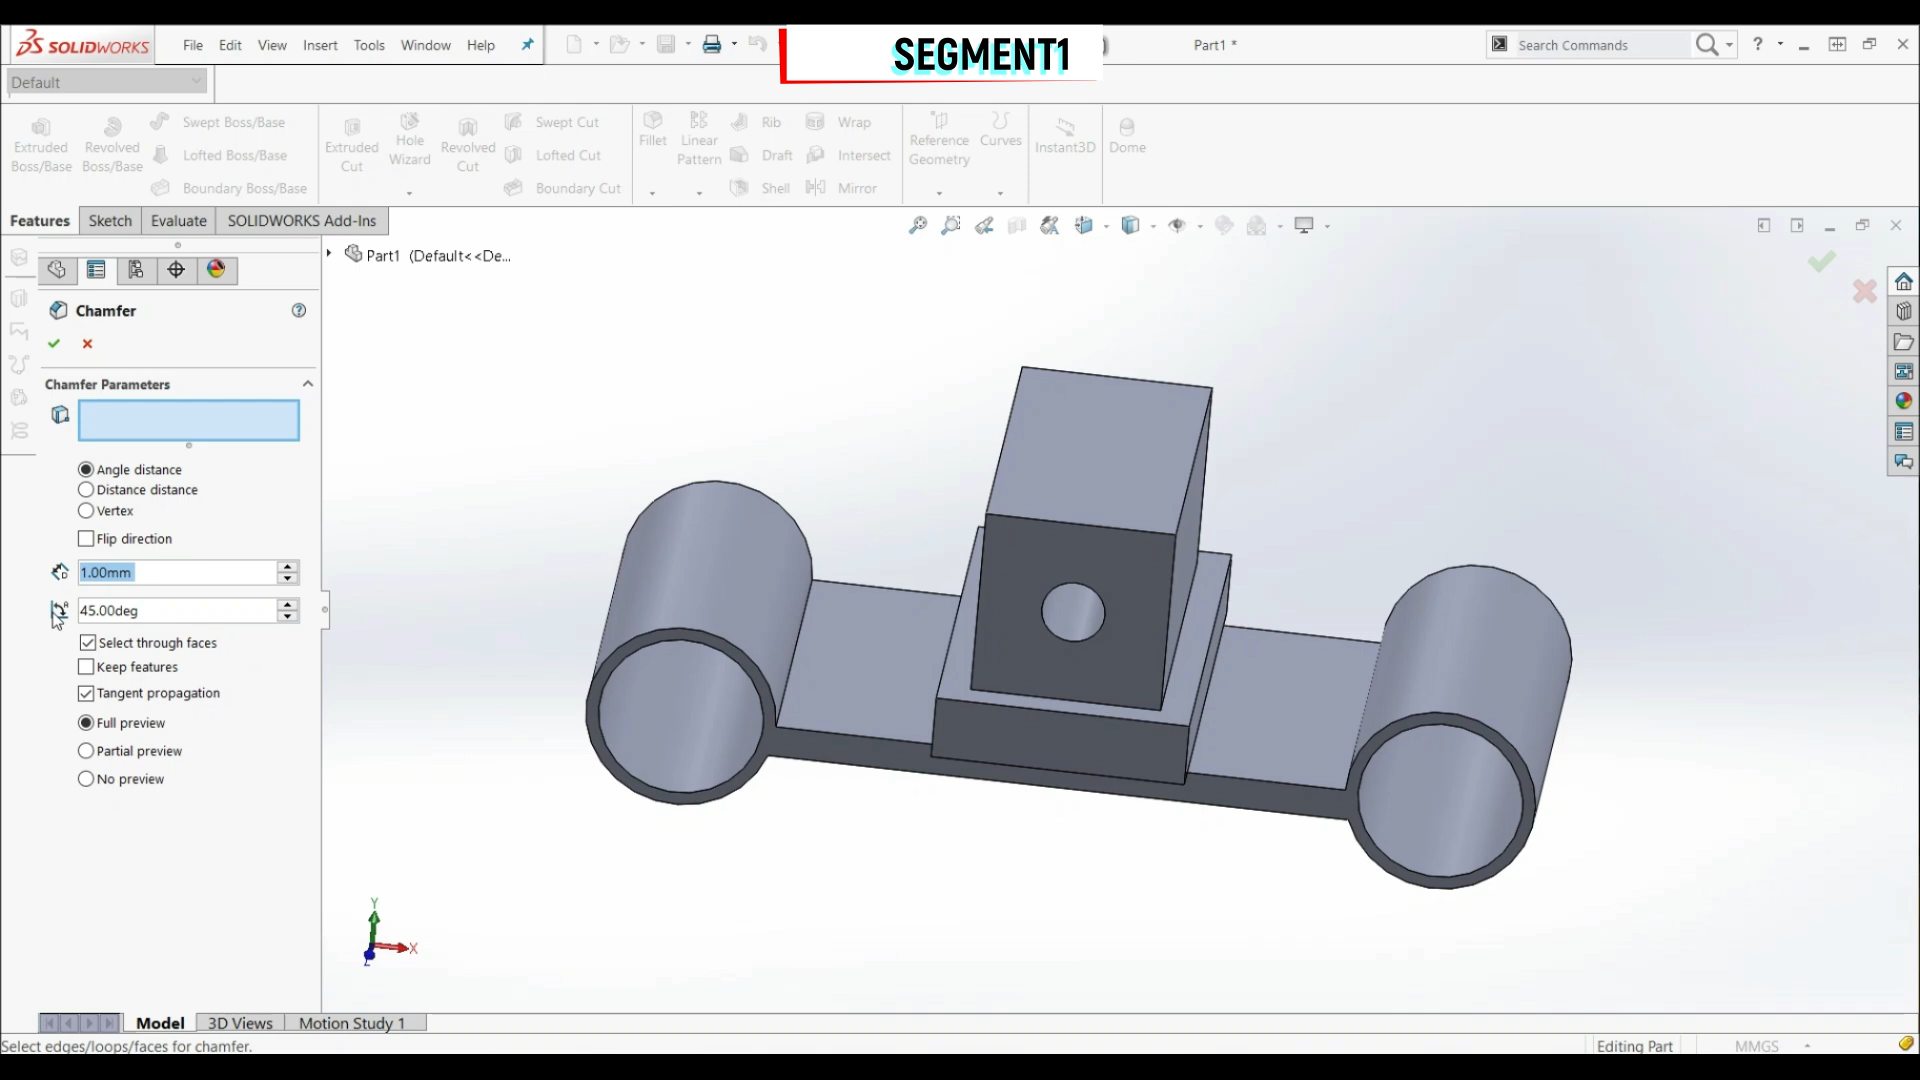 SOLIDWORKS File Edit View Insert Tools Window Help
SEGMENT1
Part1 *
Search Commands
?
Default
Extruded Boss/Base
Revolved Boss/Base
Swept Boss/Base
Lofted Boss/Base
Boundary Boss/Base
Extruded Cut
Hole Wizard
Revolved Cut
Swept Cut
Lofted Cut
Boundary Cut
Fillet
Linear Pattern
Rib
Draft
Shell
Wrap
Intersect
Mirror
Reference Geometry
Curves
Instant3D
Dome
Features Sketch Evaluate SOLIDWORKS Add-Ins
Part1 (Default<<De...
Chamfer
?
Chamfer Parameters
Angle distance
Distance distance
Vertex
Flip direction
1.00mm
45.00deg
Select through faces
Keep features
Tangent propagation
Full preview
Partial preview
No preview
Y
X
Z
Model 3D Views Motion Study 1
Select edges/loops/faces for chamfer.
Editing Part MMGS